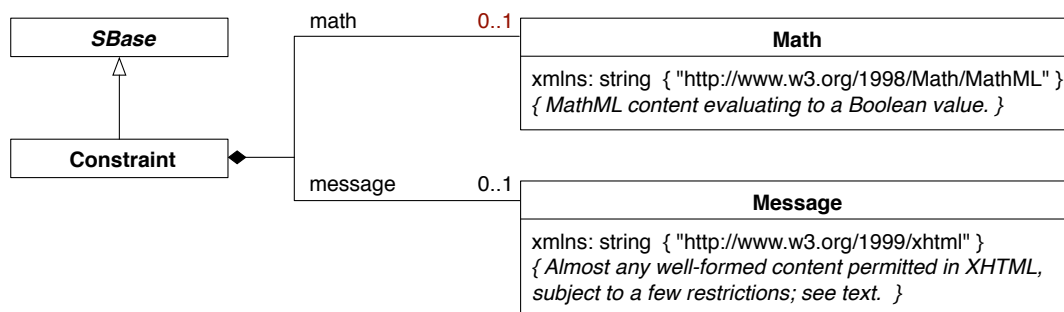 math 0..1
SBase
Math
xmlns: string { "http://www.w3.org/1998/Math/MathML" }
{ MathML content evaluating to a Boolean value. }
Constraint
message 0..1
Message
xmlns: string { "http://www.w3.org/1999/xhtml" }
{ Almost any well-formed content permitted in XHTML,
subject to a few restrictions; see text. }